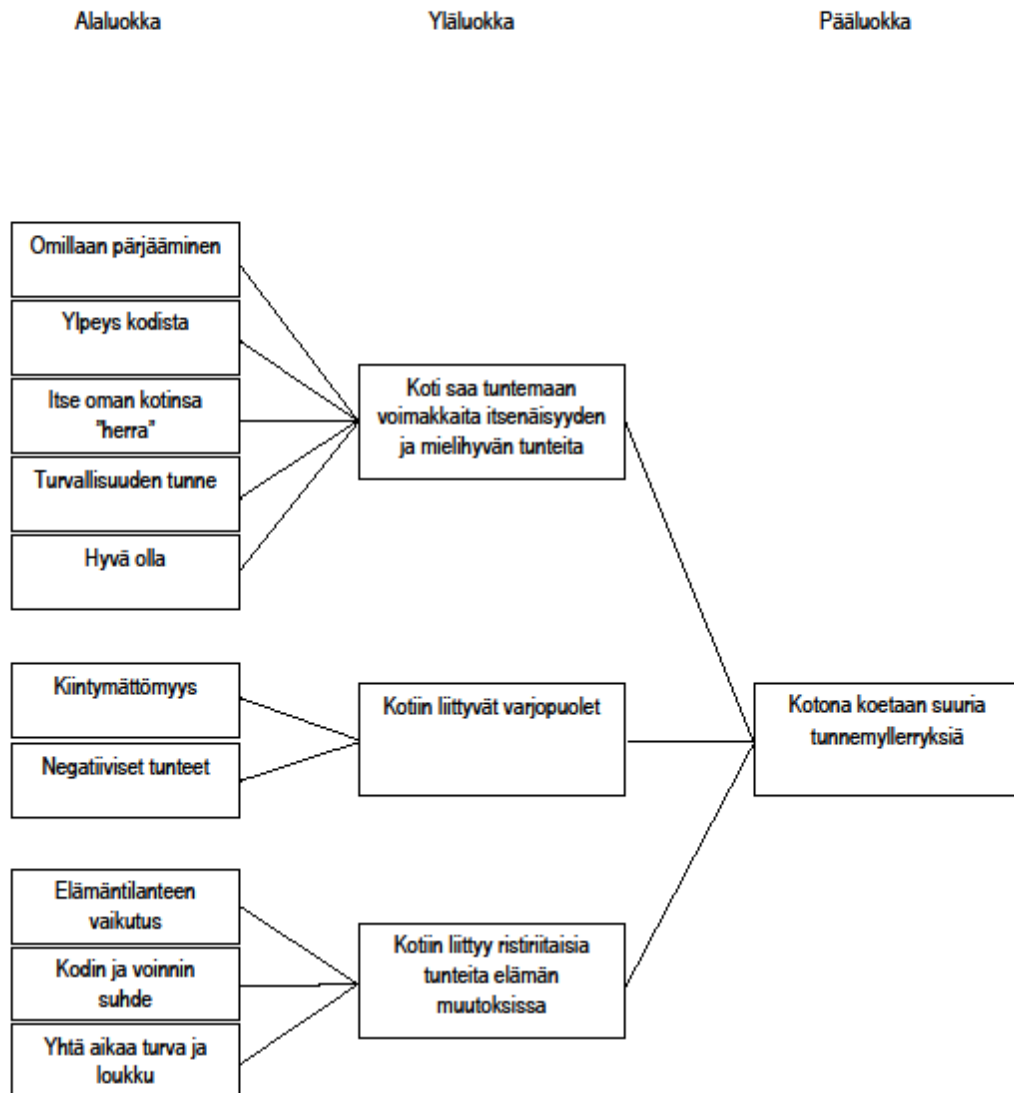 Alaluokka
Yläluokka
Pääluokka
Omillaan pärjääminen
Ylpeys kodista
Itse oman kotinsa
"herra"
Turvallisuuden tunne
Hyvä olla
Koti saa tuntemaan
voimakkaita itsenäisyyden
ja mielihyvän tunteita
Kiintymättömyys
Negatiiviset tunteet
Kotiin liittyvät varjopuolet
Kotona koetaan suuria
tunnemyllerryksiä
Elämäntilanteen
vaikutus
Kodin ja voinnin
suhde
Yhtä aikaa turva ja
loukku
Kotiin liittyy ristiriitaisia
tunteita elämän
muutoksissa